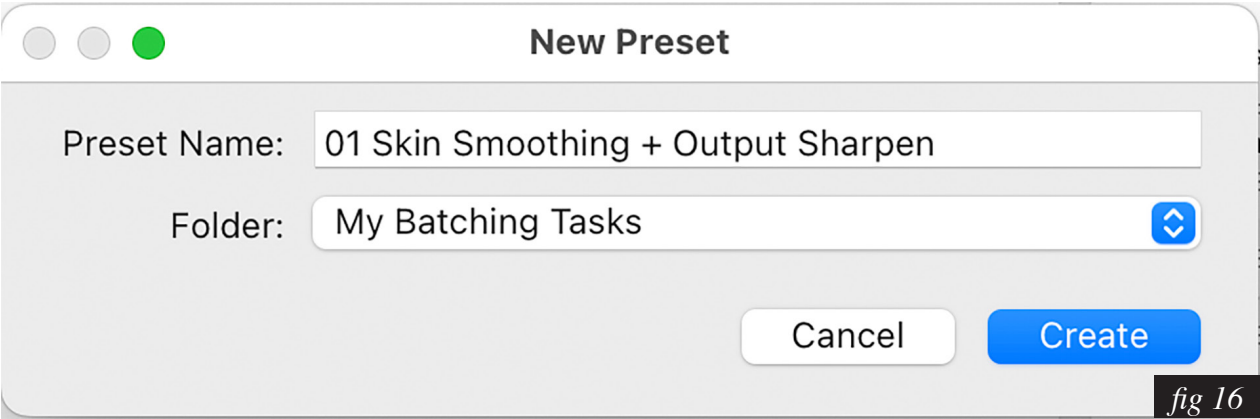 New Preset
Preset Name: 01 Skin Smoothing + Output Sharpen
Folder: My Batching Tasks
Cancel Create
fig 16